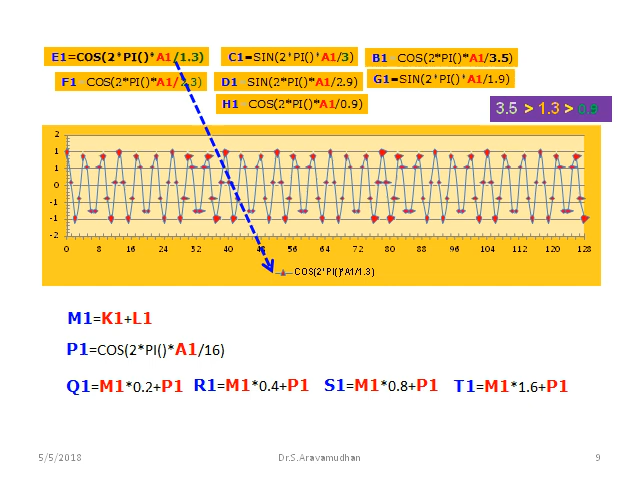 E1=COS(2*PI()*A1/1.3) C1=SIN(2*PI()*A1/3) B1 COS(2*PI()*A1/3.5)
F1 COS(2*PI()*A1/2.3) D1 SIN(2*PI()*A1/2.9) G1=SIN(2*PI()*A1/1.9)
H1 COS(2*PI()*A1/0.9)
3.5 > 1.3 > 0.9
2
1
1
0
-1
-1
-2
0 8 16 24 32 40 48 56 64 72 80 88 96 104 112 120 128
COS(2*PI()*A1/1.3)
M1=K1+L1
P1=COS(2*PI()*A1/16)
Q1=M1*0.2+P1 R1=M1*0.4+P1 S1=M1*0.8+P1 T1=M1*1.6+P1
5/5/2018 Dr.S.Aravamudhan 9